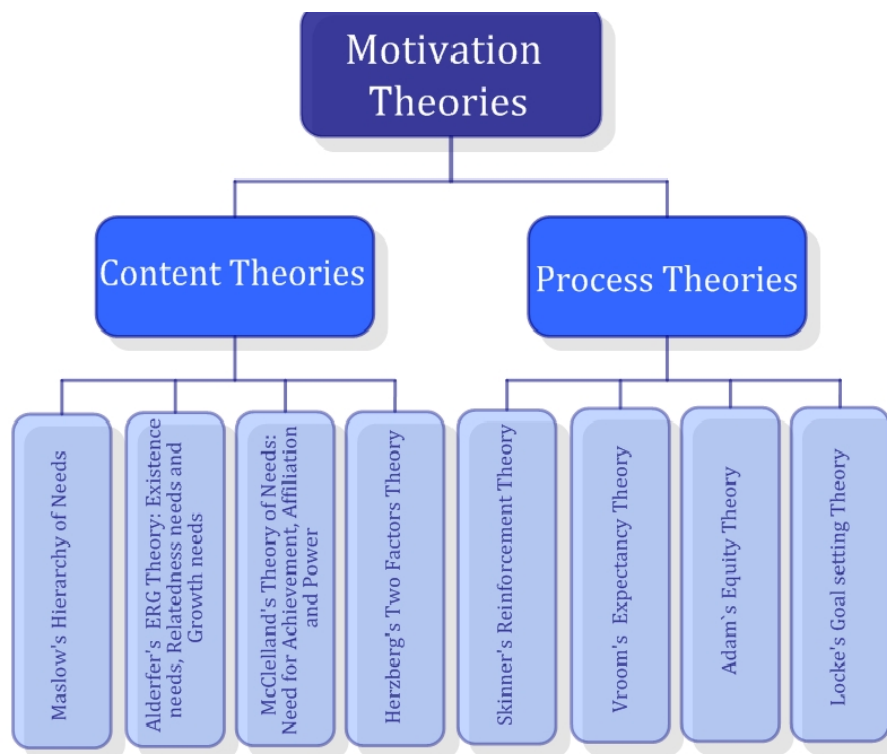 Motivation
Theories
Content Theories
Process Theories
Maslow's Hierarchy of Needs
Alderfer's ERG Theory: Existence
needs, Relatedness needs and
Growth needs
McClelland's Theory of Needs:
Need for Achievement, Affiliation
and Power
Herzberg's Two Factors Theory
Skinner's Reinforcement Theory
Vroom's Expectancy Theory
Adam`s Equity Theory
Locke's Goal setting Theory